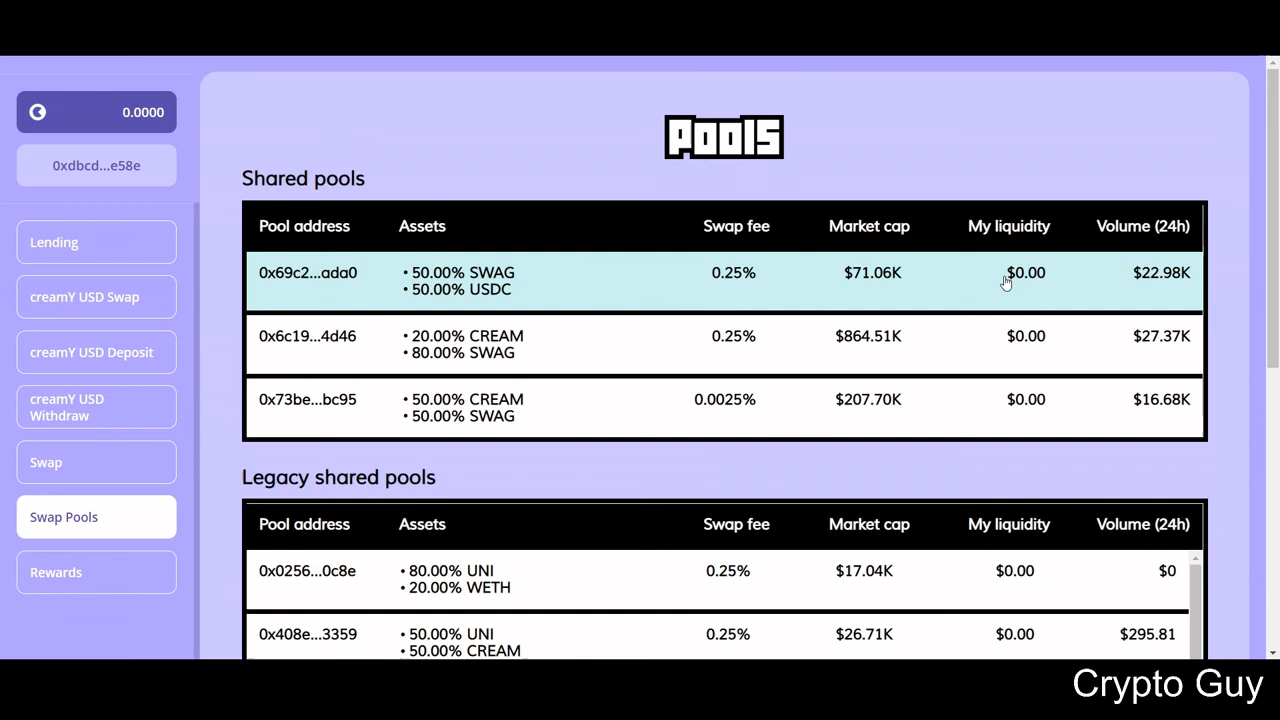 POOLS
0.0000
0xdbcd...e58e
Lending
creamY USD Swap
creamY USD Deposit
creamY USD
Withdraw
Swap
Swap Pools
Rewards
Shared pools
Pool address Assets Swap fee Market cap My liquidity Volume (24h)
0x69c2...ada0 • 50.00% SWAG 0.25% $71.06K $0.00 $22.98K
• 50.00% USDC
0x6c19...4d46 • 20.00% CREAM 0.25% $864.51K $0.00 $27.37K
• 80.00% SWAG
0x73be...bc95 • 50.00% CREAM 0.0025% $207.70K $0.00 $16.68K
• 50.00% SWAG
Legacy shared pools
Pool address Assets Swap fee Market cap My liquidity Volume (24h)
0x0256...0c8e • 80.00% UNI 0.25% $17.04K $0.00 $0
• 20.00% WETH
0x408e...3359 • 50.00% UNI 0.25% $26.71K $0.00 $295.81
• 50.00% CREAM
Crypto Guy